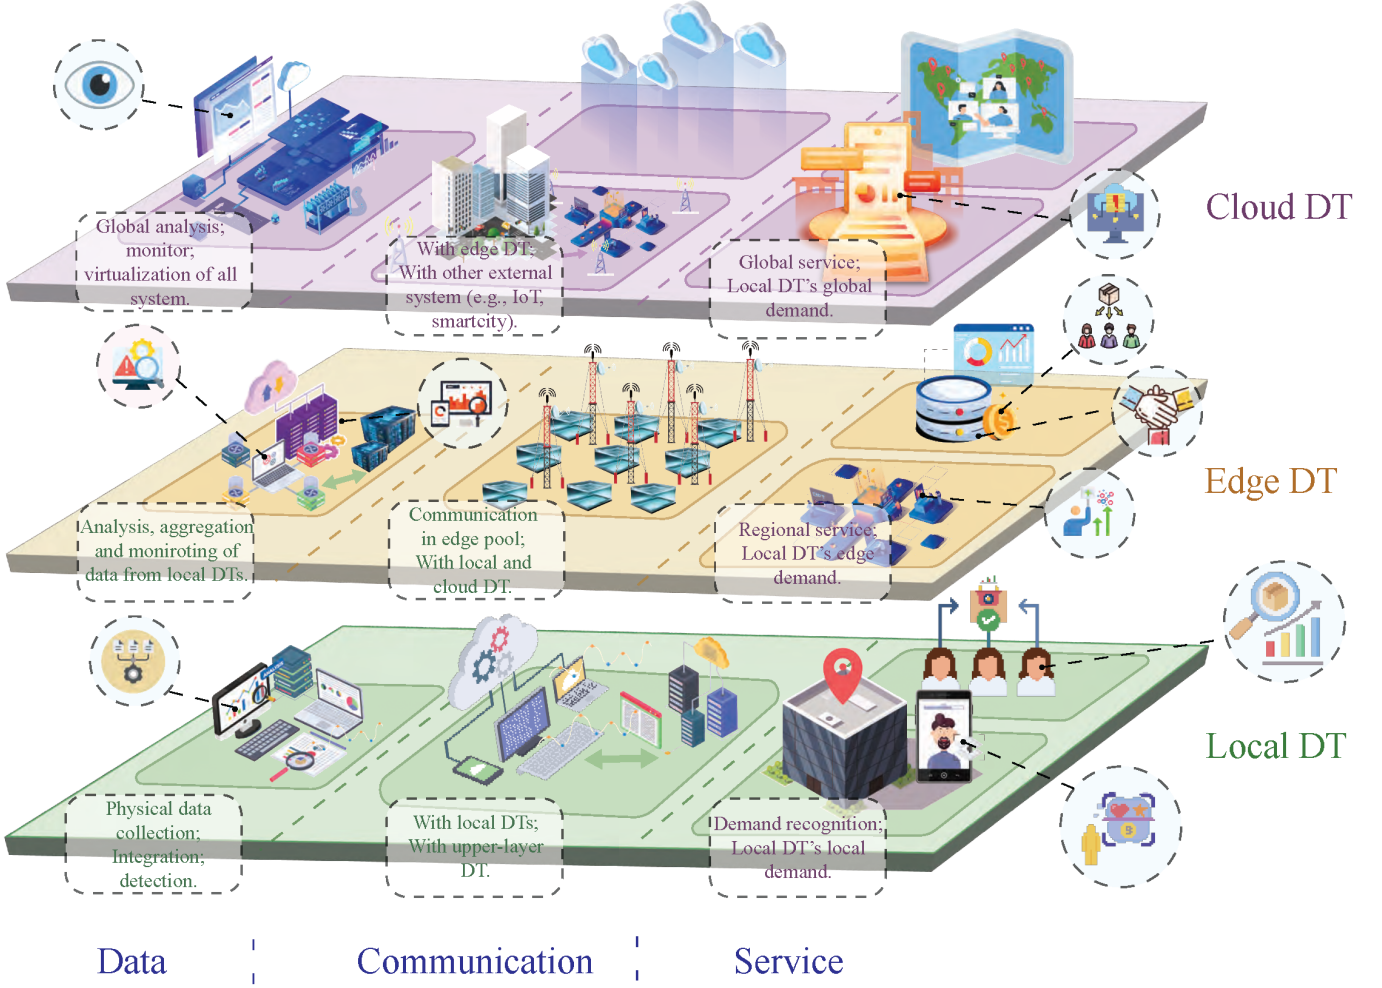 Global analysis;
monitor;
virtualization of all
system.
With edge DT;
With other external
system (e.g., IoT,
smartcity).
Global service;
Local DT's global
demand.
Cloud DT
Analysis, aggregation
and moniroting of
data from local DTs.
Communication
in edge pool;
With local and
cloud DT.
Regional service;
Local DT's edge
demand.
Edge DT
Physical data
collection;
Integration;
detection.
With local DTs;
With upper-layer
DT.
Demand recognition;
Local DT's local
demand.
Local DT
Data
Communication
Service